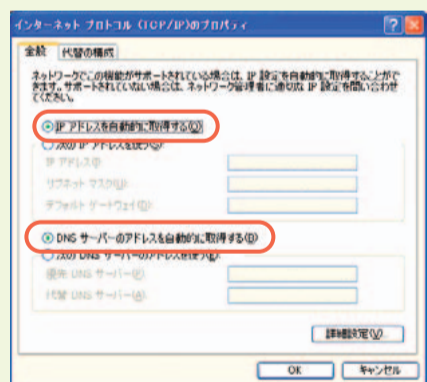 インターネット プロトコル (TCP/IP)のプロパティ
全般 代替の構成
ネットワークでこの機能がサポートされている場合は、IP 設定を自動的に取得することがで
きます。サポートされていない場合は、ネットワーク管理者に適切な IP 設定を問い合わせ
てください。
IP アドレスを自動的に取得する(O)
次の IP アドレスを使う(S):
IP アドレス(I):
サブネット マスク(U):
デフォルト ゲートウェイ(D):
DNS サーバーのアドレスを自動的に取得する(B)
次の DNS サーバーのアドレスを使う(E):
優先 DNS サーバー(P):
代替 DNS サーバー(A):
詳細設定(V)...
OK キャンセル